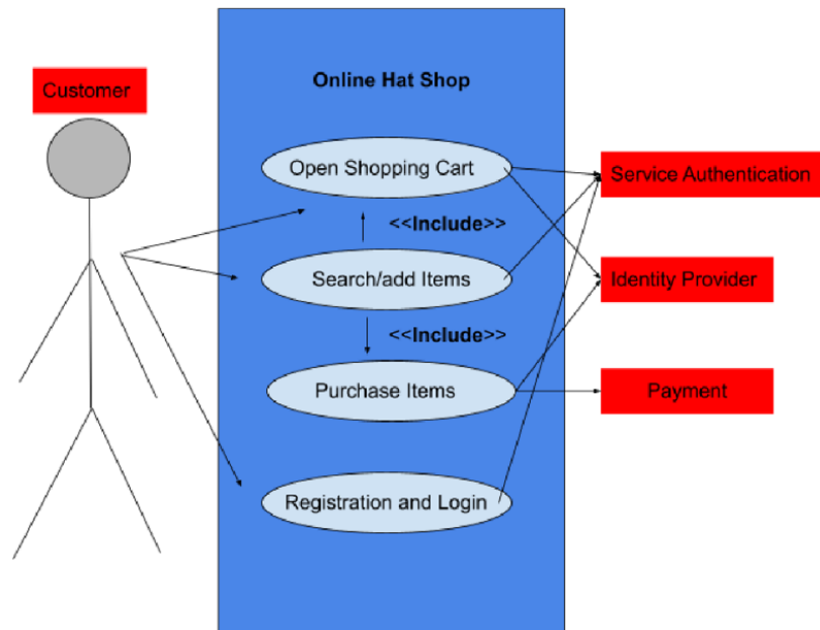 Online Hat Shop
Customer
Open Shopping Cart
Service Authentication
<<Include>>
Search/add Items
Identity Provider
<<Include>>
Purchase Items
Payment
Registration and Login